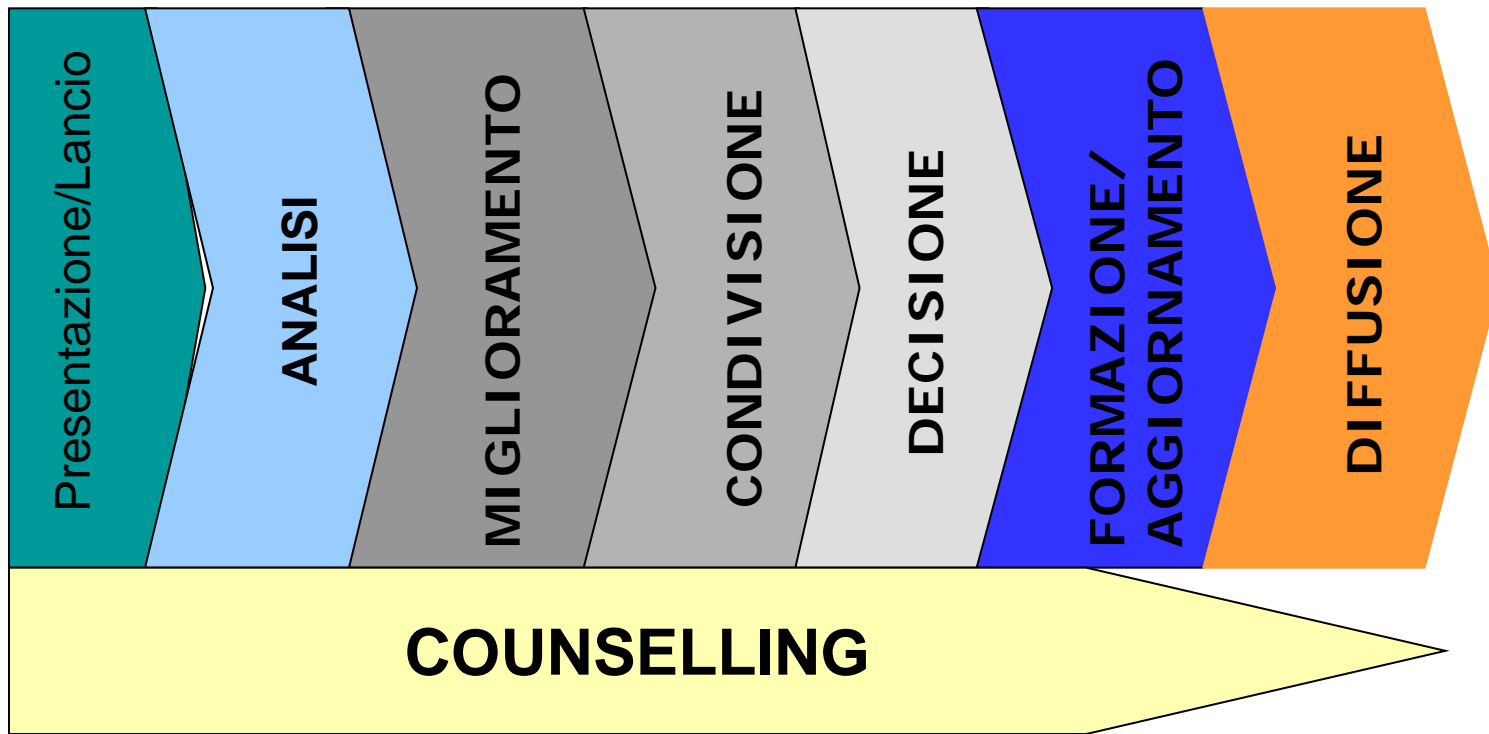 Presentazione/Lancio
ANALISI
MIGLIORAMENTO
CONDIVISIONE
DECISIONE
FORMAZIONE/
AGGIORNAMENTO
DIFFUSIONE
COUNSELLING